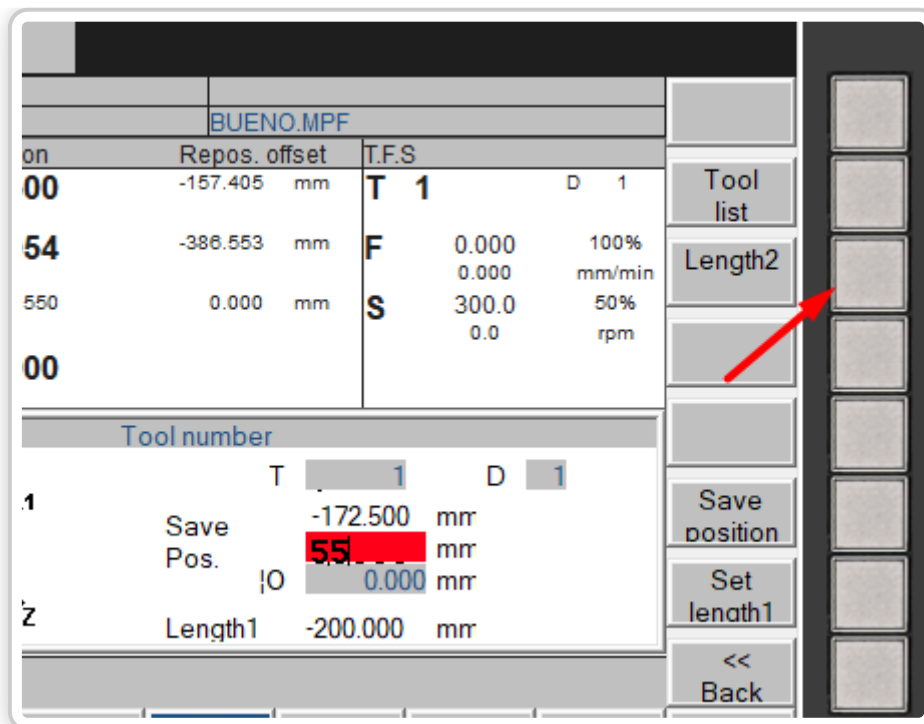 BUENO.MPF
on Repos. offset T.F.S
00 -157.405 mm T 1 D 1
54 -386.553 mm F 0.000 100%
0.000 mm/min
550 0.000 mm S 300.0 50%
0.0 rpm
00
Tool number
T 1 D 1
1
Save -172.500 mm
Pos. 55 mm
0.000 mm
Z
Length1 -200.000 mm
Tool
list
Length2
Save
position
Set
length1
<<
Back